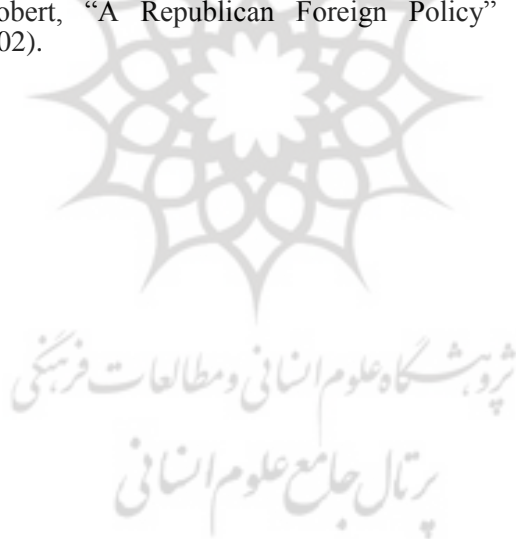 obert, “A Republican Foreign Policy”
02).
پژوهشگاه علوم انسانی و مطالعات فرهنگی
پرتال جامع علوم انسانی